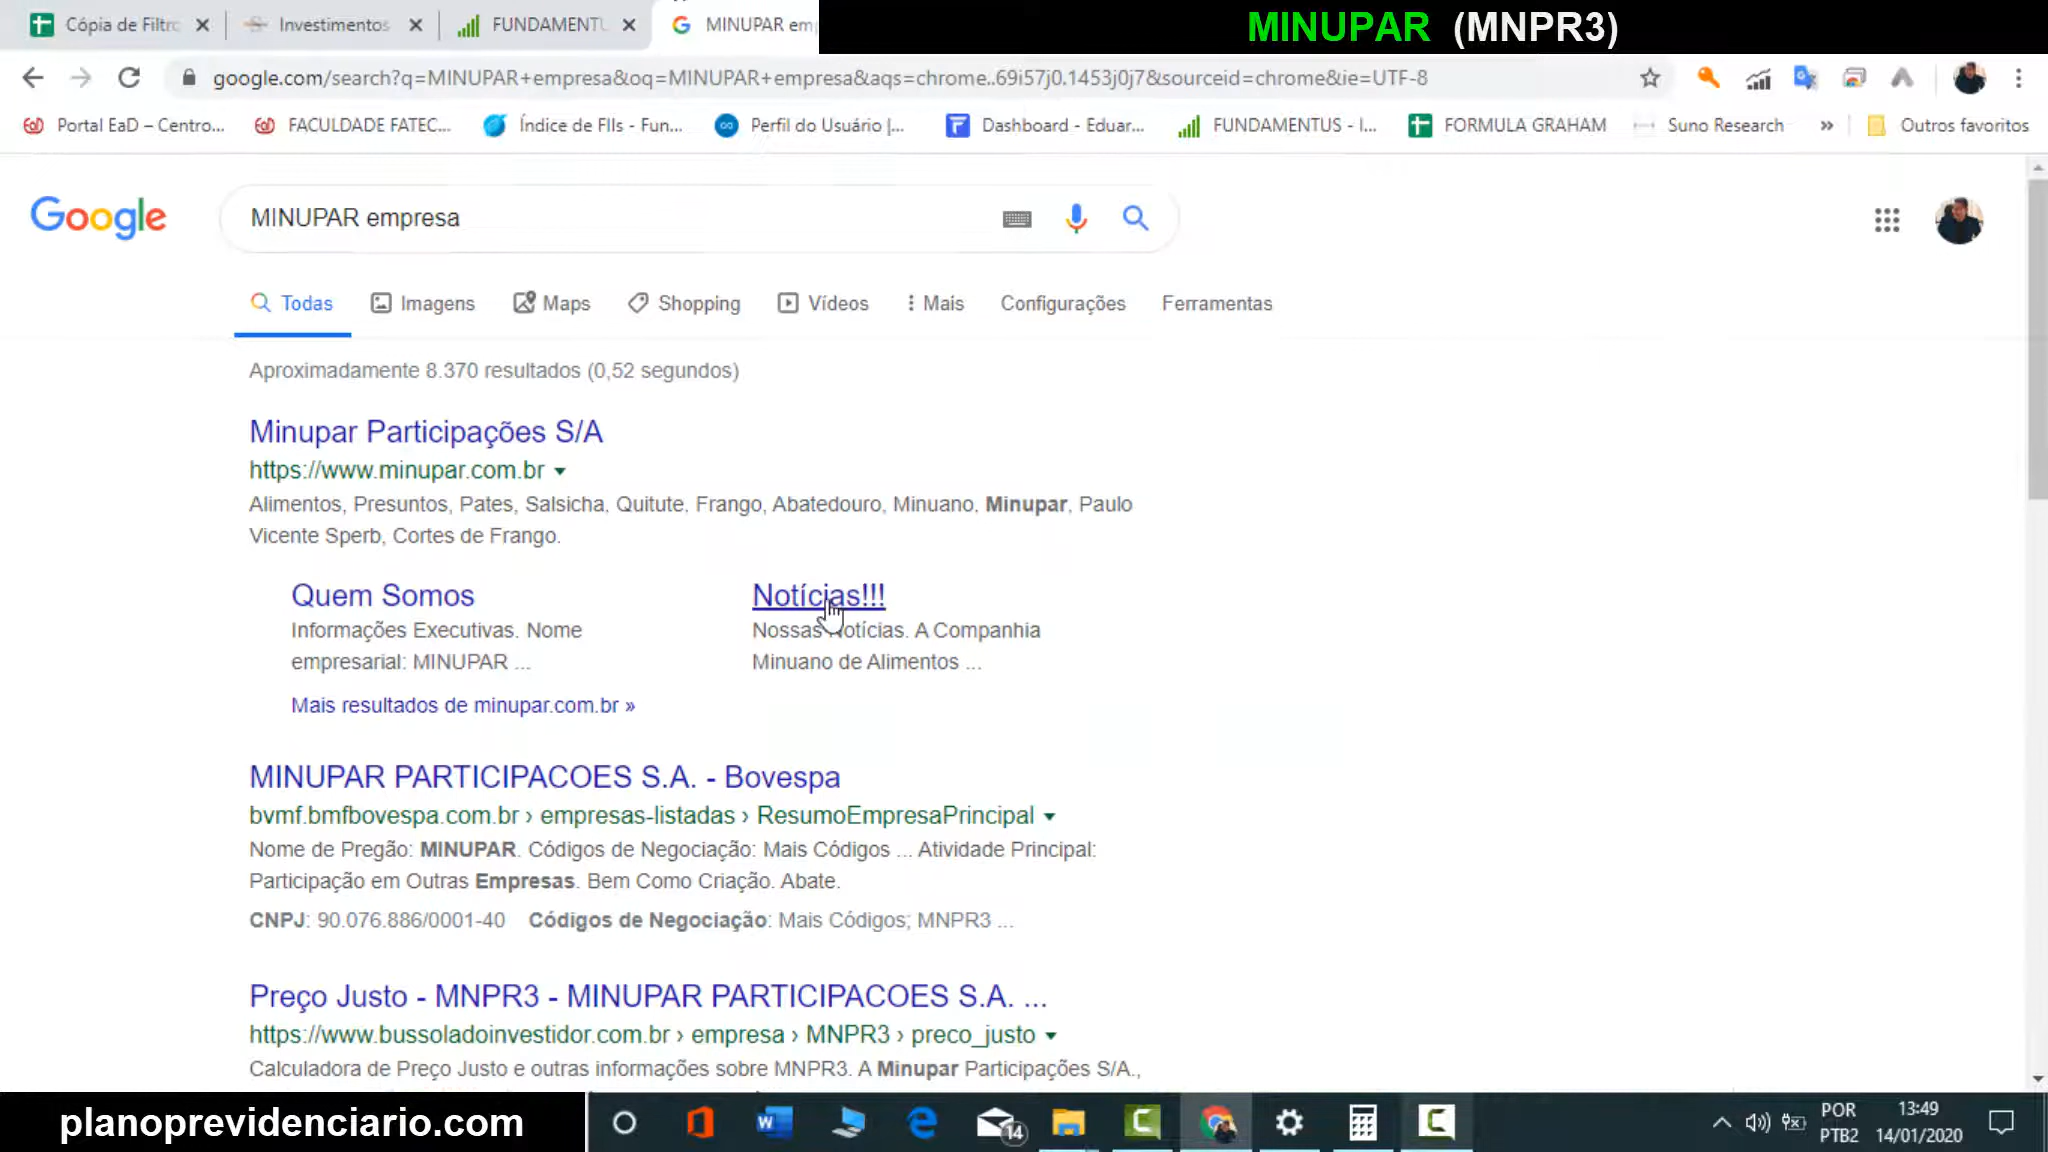 Cópia de Filtro
Investimentos
FUNDAMENTU
MINUPAR em
MINUPAR (MNPR3)
google.com/search?q=MINUPAR+empresa&oq=MINUPAR+empresa&aqs=chrome..69i57j0.1453j0j7&sourceid=chrome&ie=UTF-8
Portal EaD – Centro...
FACULDADE FATEC...
Índice de FIIs - Fun...
Perfil do Usuário |...
Dashboard - Eduar...
FUNDAMENTUS - I...
FORMULA GRAHAM
Suno Research
»
Outros favoritos
Google
MINUPAR empresa
Todas
Imagens
Maps
Shopping
Vídeos
Mais
Configurações
Ferramentas
Aproximadamente 8.370 resultados (0,52 segundos)
Minupar Participações S/A
https://www.minupar.com.br
Alimentos, Presuntos, Pates, Salsicha, Quitute, Frango, Abatedouro, Minuano, Minupar, Paulo
Vicente Sperb, Cortes de Frango.
Quem Somos
Informações Executivas. Nome
empresarial: MINUPAR ...
Notícias!!!
Nossas Notícias. A Companhia
Minuano de Alimentos ...
Mais resultados de minupar.com.br »
MINUPAR PARTICIPACOES S.A. - Bovespa
bvmf.bmfbovespa.com.br › empresas-listadas › ResumoEmpresaPrincipal
Nome de Pregão: MINUPAR. Códigos de Negociação: Mais Códigos ... Atividade Principal:
Participação em Outras Empresas. Bem Como Criação. Abate.
CNPJ: 90.076.886/0001-40 Códigos de Negociação: Mais Códigos; MNPR3 ...
Preço Justo - MNPR3 - MINUPAR PARTICIPACOES S.A. ...
https://www.bussoladoinvestidor.com.br › empresa › MNPR3 › preco_justo
Calculadora de Preço Justo e outras informações sobre MNPR3. A Minupar Participações S/A.,
planoprevidenciario.com
14
POR
PTB2
13:49
14/01/2020